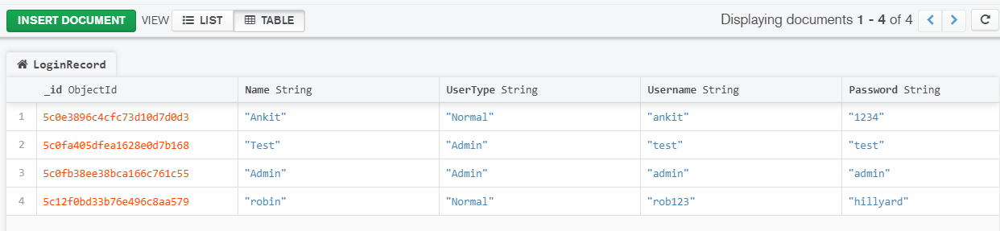 INSERT DOCUMENT VIEW LIST TABLE Displaying documents 1 - 4 of 4
LoginRecord
_id ObjectId Name String UserType String Username String Password String
1 5c0e3896c4cfc73d10d7d0d3 "Ankit" "Normal" "ankit" "1234"
2 5c0fa405dfea1628e0d7b168 "Test" "Admin" "test" "test"
3 5c0fb38ee38bca166c761c55 "Admin" "Admin" "admin" "admin"
4 5c12f0bd33b76e496c8aa579 "robin" "Normal" "rob123" "hillyard"